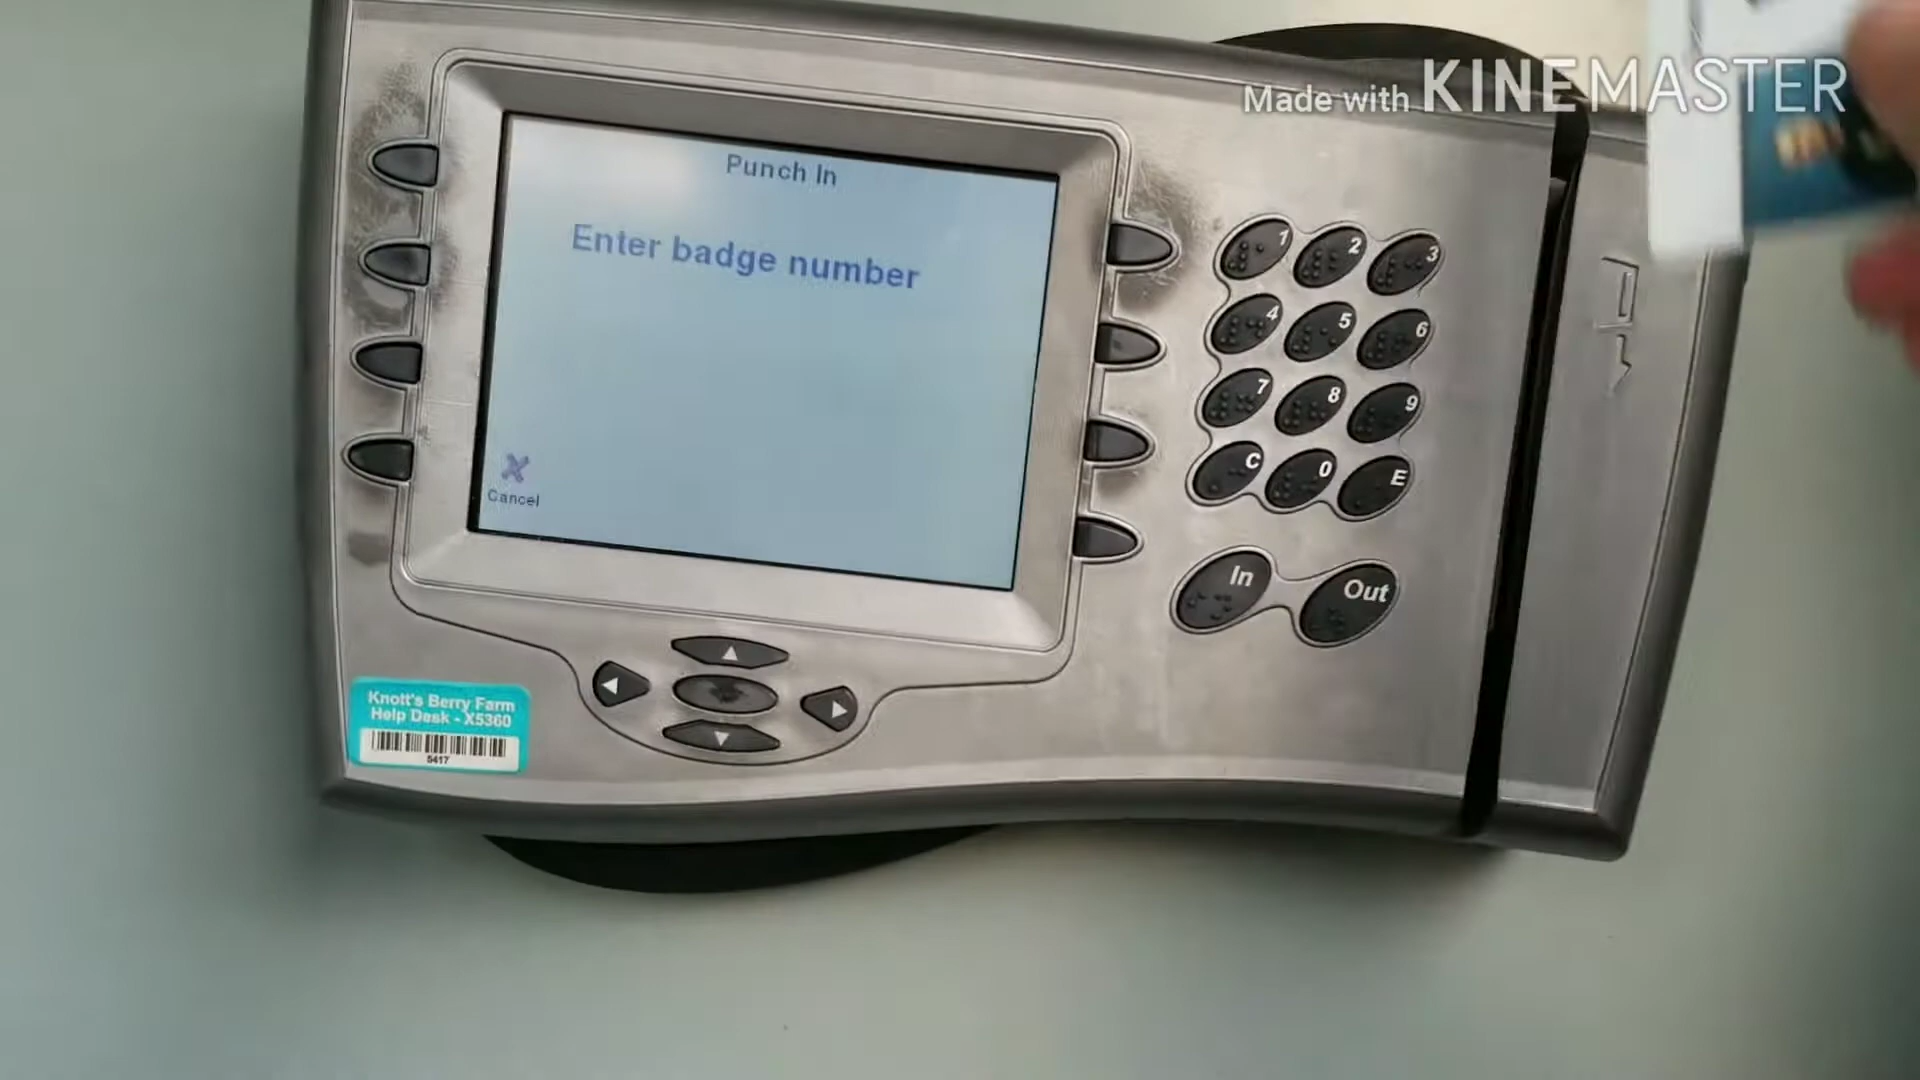 Made with KINEMASTER
Punch In
Enter badge number
Cancel
1 2 3
4 5 6
7 8 9
C 0 E
In Out
Knott's Berry Farm
Help Desk - X5360
5417